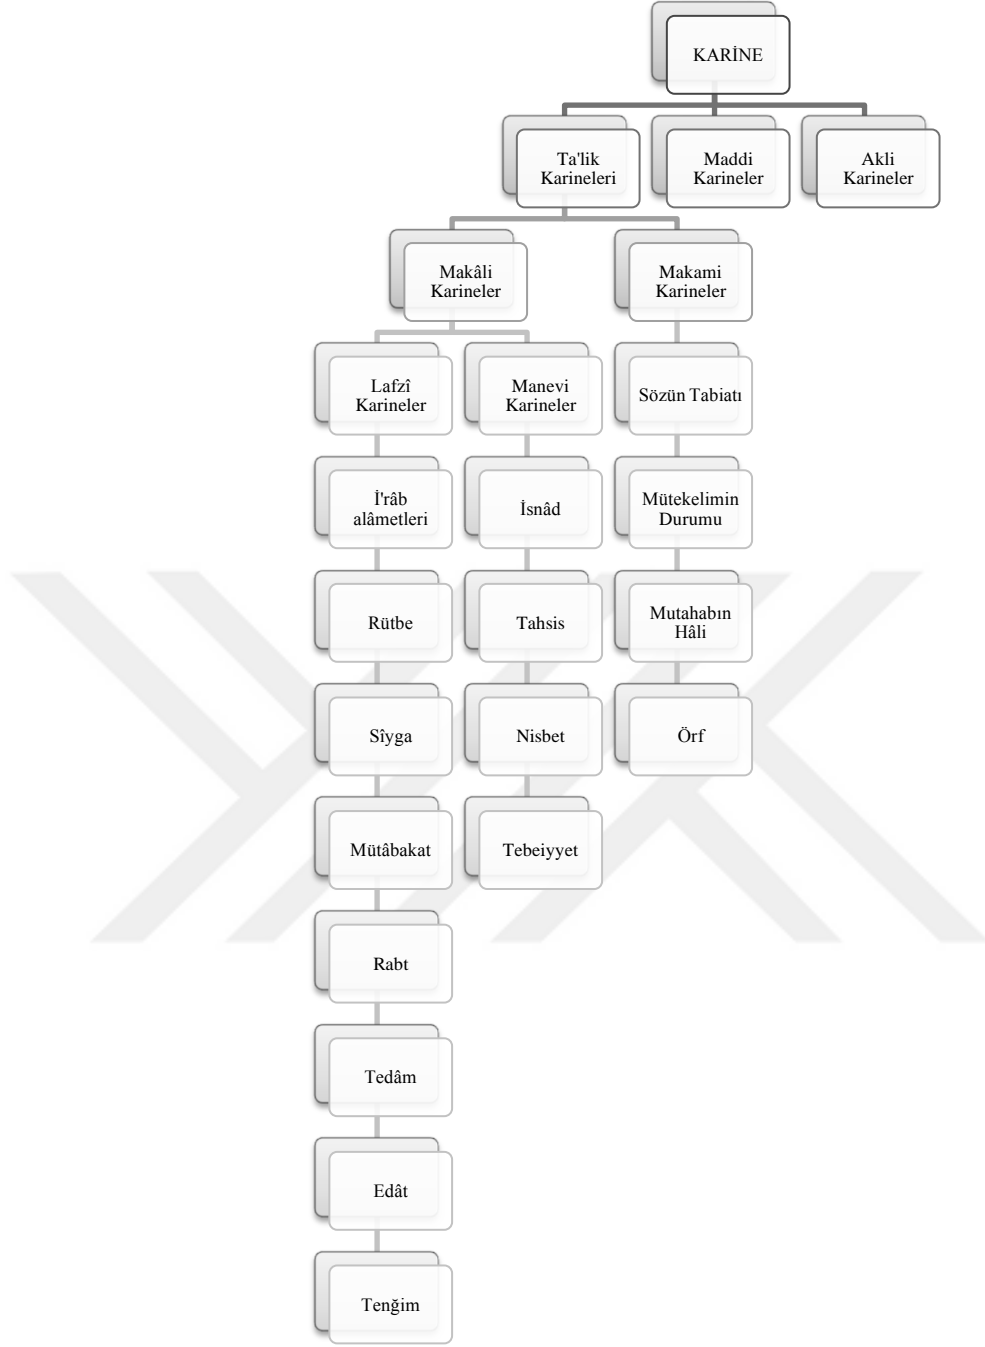 KARİNE
Ta'lik
Karineleri
Maddi
Karineler
Akli
Karineler
Makâli
Karineler
Makami
Karineler
Lafzî
Karineler
Manevi
Karineler
Sözün Tabiatı
İ'râb
alâmetleri
İsnâd
Mütekelimin
Durumu
Rütbe
Tahsis
Mutahabın
Hâli
Sîyga
Nisbet
Örf
Mütâbakat
Tebeiyyet
Rabt
Tedâm
Edât
Tenğim